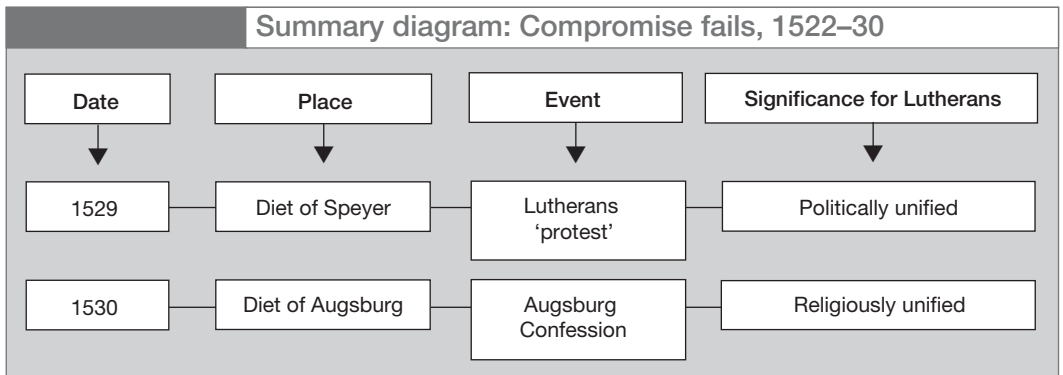 Summary diagram: Compromise fails, 1522–30
Date
Place
Event
Significance for Lutherans
1529
Diet of Speyer
Lutherans
‘protest’
Politically unified
1530
Diet of Augsburg
Augsburg
Confession
Religiously unified